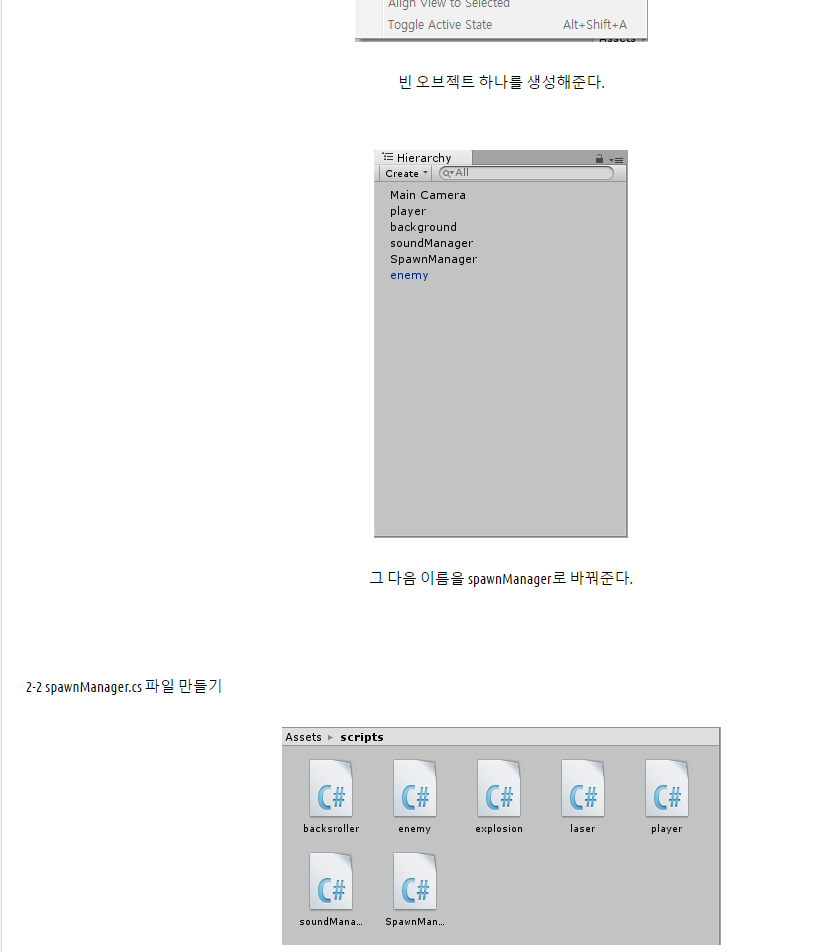 Align View to Selected
Toggle Active State Alt+Shift+A
Assets
빈 오브젝트 하나를 생성해준다.
Hierarchy
Create All
Main Camera
player
background
soundManager
SpawnManager
enemy
그 다음 이름을 spawnManager로 바꿔준다.
2-2 spawnManager.cs 파일 만들기
Assets ▸ scripts
C# C# C# C# C#
backsroller enemy explosion laser player
C# C#
soundMana... SpawnMan...